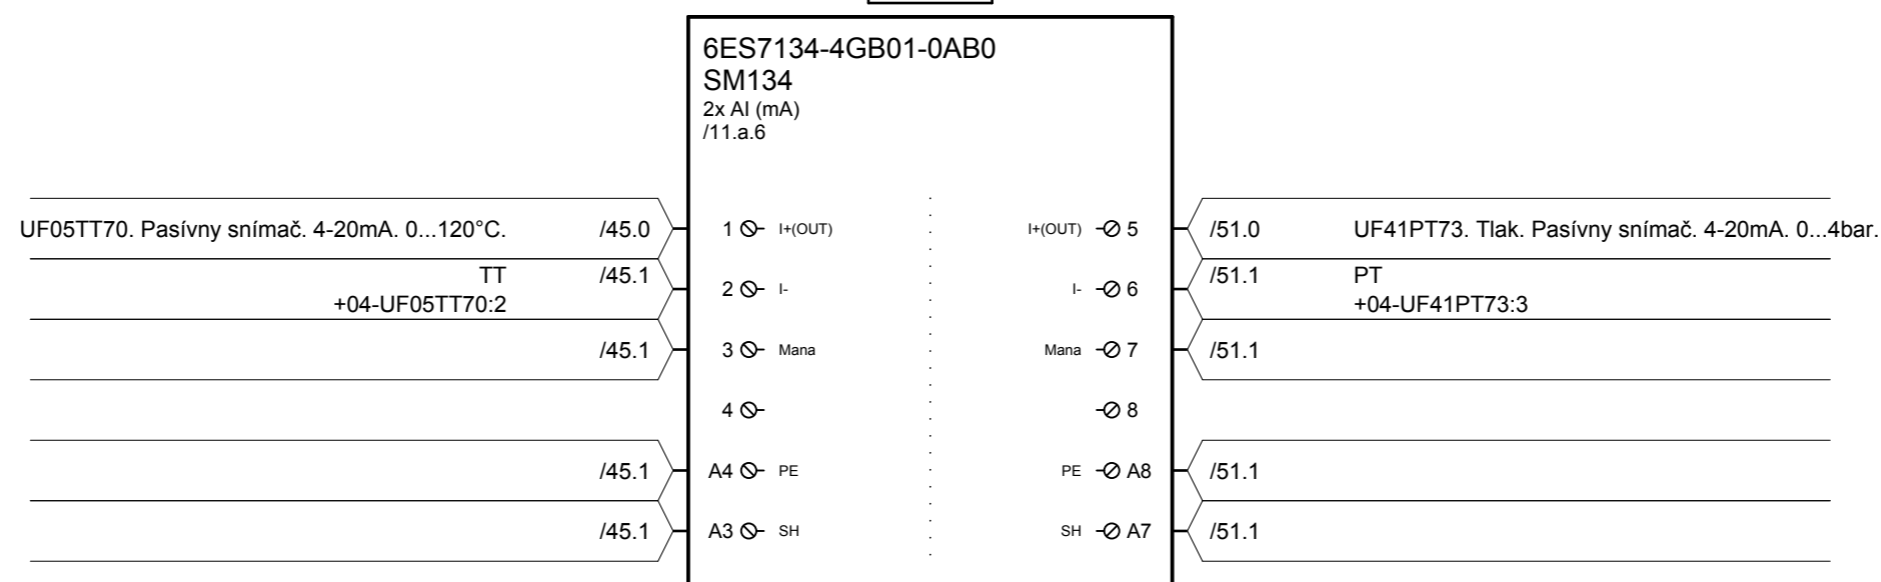 6ES7134-4GB01-0AB0
SM134
2x AI (mA)
/11.a.6
UF05TT70. Pasívny snímač. 4-20mA. 0...120°C. /45.0 1 I+(OUT) I+(OUT) 5 /51.0 UF41PT73. Tlak. Pasívny snímač. 4-20mA. 0...4bar.
TT /45.1 2 I- I- 6 /51.1 PT
+04-UF05TT70:2 +04-UF41PT73:3
/45.1 3 Mana Mana 7 /51.1
4 8
/45.1 A4 PE PE A8 /51.1
/45.1 A3 SH SH A7 /51.1